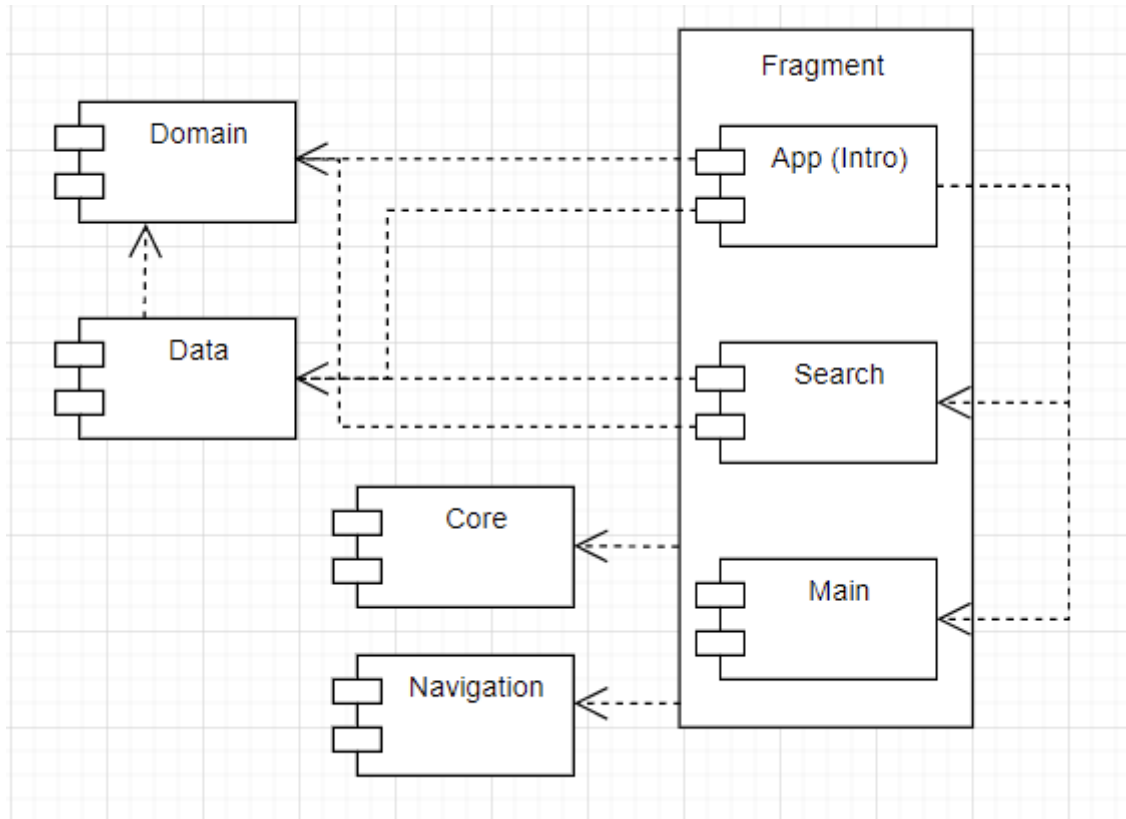 Fragment
Domain
App (Intro)
Data
Search
Core
Main
Navigation